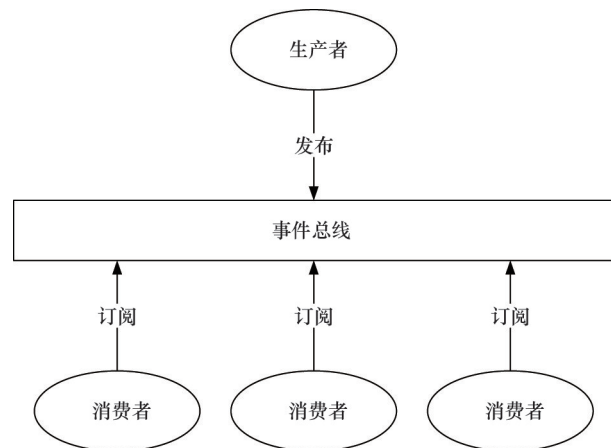 生产者
发布
事件总线
订阅 订阅 订阅
消费者 消费者 消费者